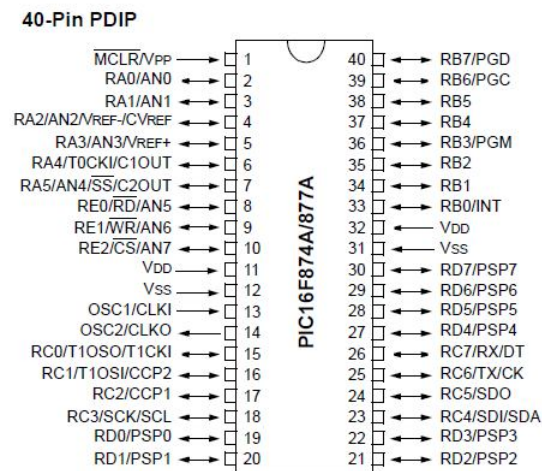 40-Pin PDIP
MCLR/VPP 1 40 RB7/PGD
RA0/AN0 2 39 RB6/PGC
RA1/AN1 3 38 RB5
RA2/AN2/VREF-/CVREF 4 37 RB4
RA3/AN3/VREF+ 5 36 RB3/PGM
RA4/T0CKI/C1OUT 6 35 RB2
RA5/AN4/SS/C2OUT 7 34 RB1
RE0/RD/AN5 8 33 RB0/INT
RE1/WR/AN6 9 32 VDD
RE2/CS/AN7 10 31 VSS
VDD 11 30 RD7/PSP7
VSS 12 29 RD6/PSP6
OSC1/CLKI 13 28 RD5/PSP5
OSC2/CLKO 14 27 RD4/PSP4
RC0/T1OSO/T1CKI 15 26 RC7/RX/DT
RC1/T1OSI/CCP2 16 25 RC6/TX/CK
RC2/CCP1 17 24 RC5/SDO
RC3/SCK/SCL 18 23 RC4/SDI/SDA
RD0/PSP0 19 22 RD3/PSP3
RD1/PSP1 20 21 RD2/PSP2
PIC16F874A/877A